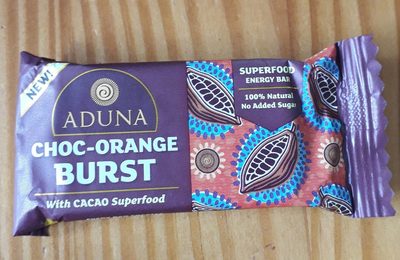 NEW!
ADUNA
CHOC-ORANGE
BURST
With CACAO Superfood
SUPERFOOD
ENERGY BAR
100% Natural
No Added Sugar